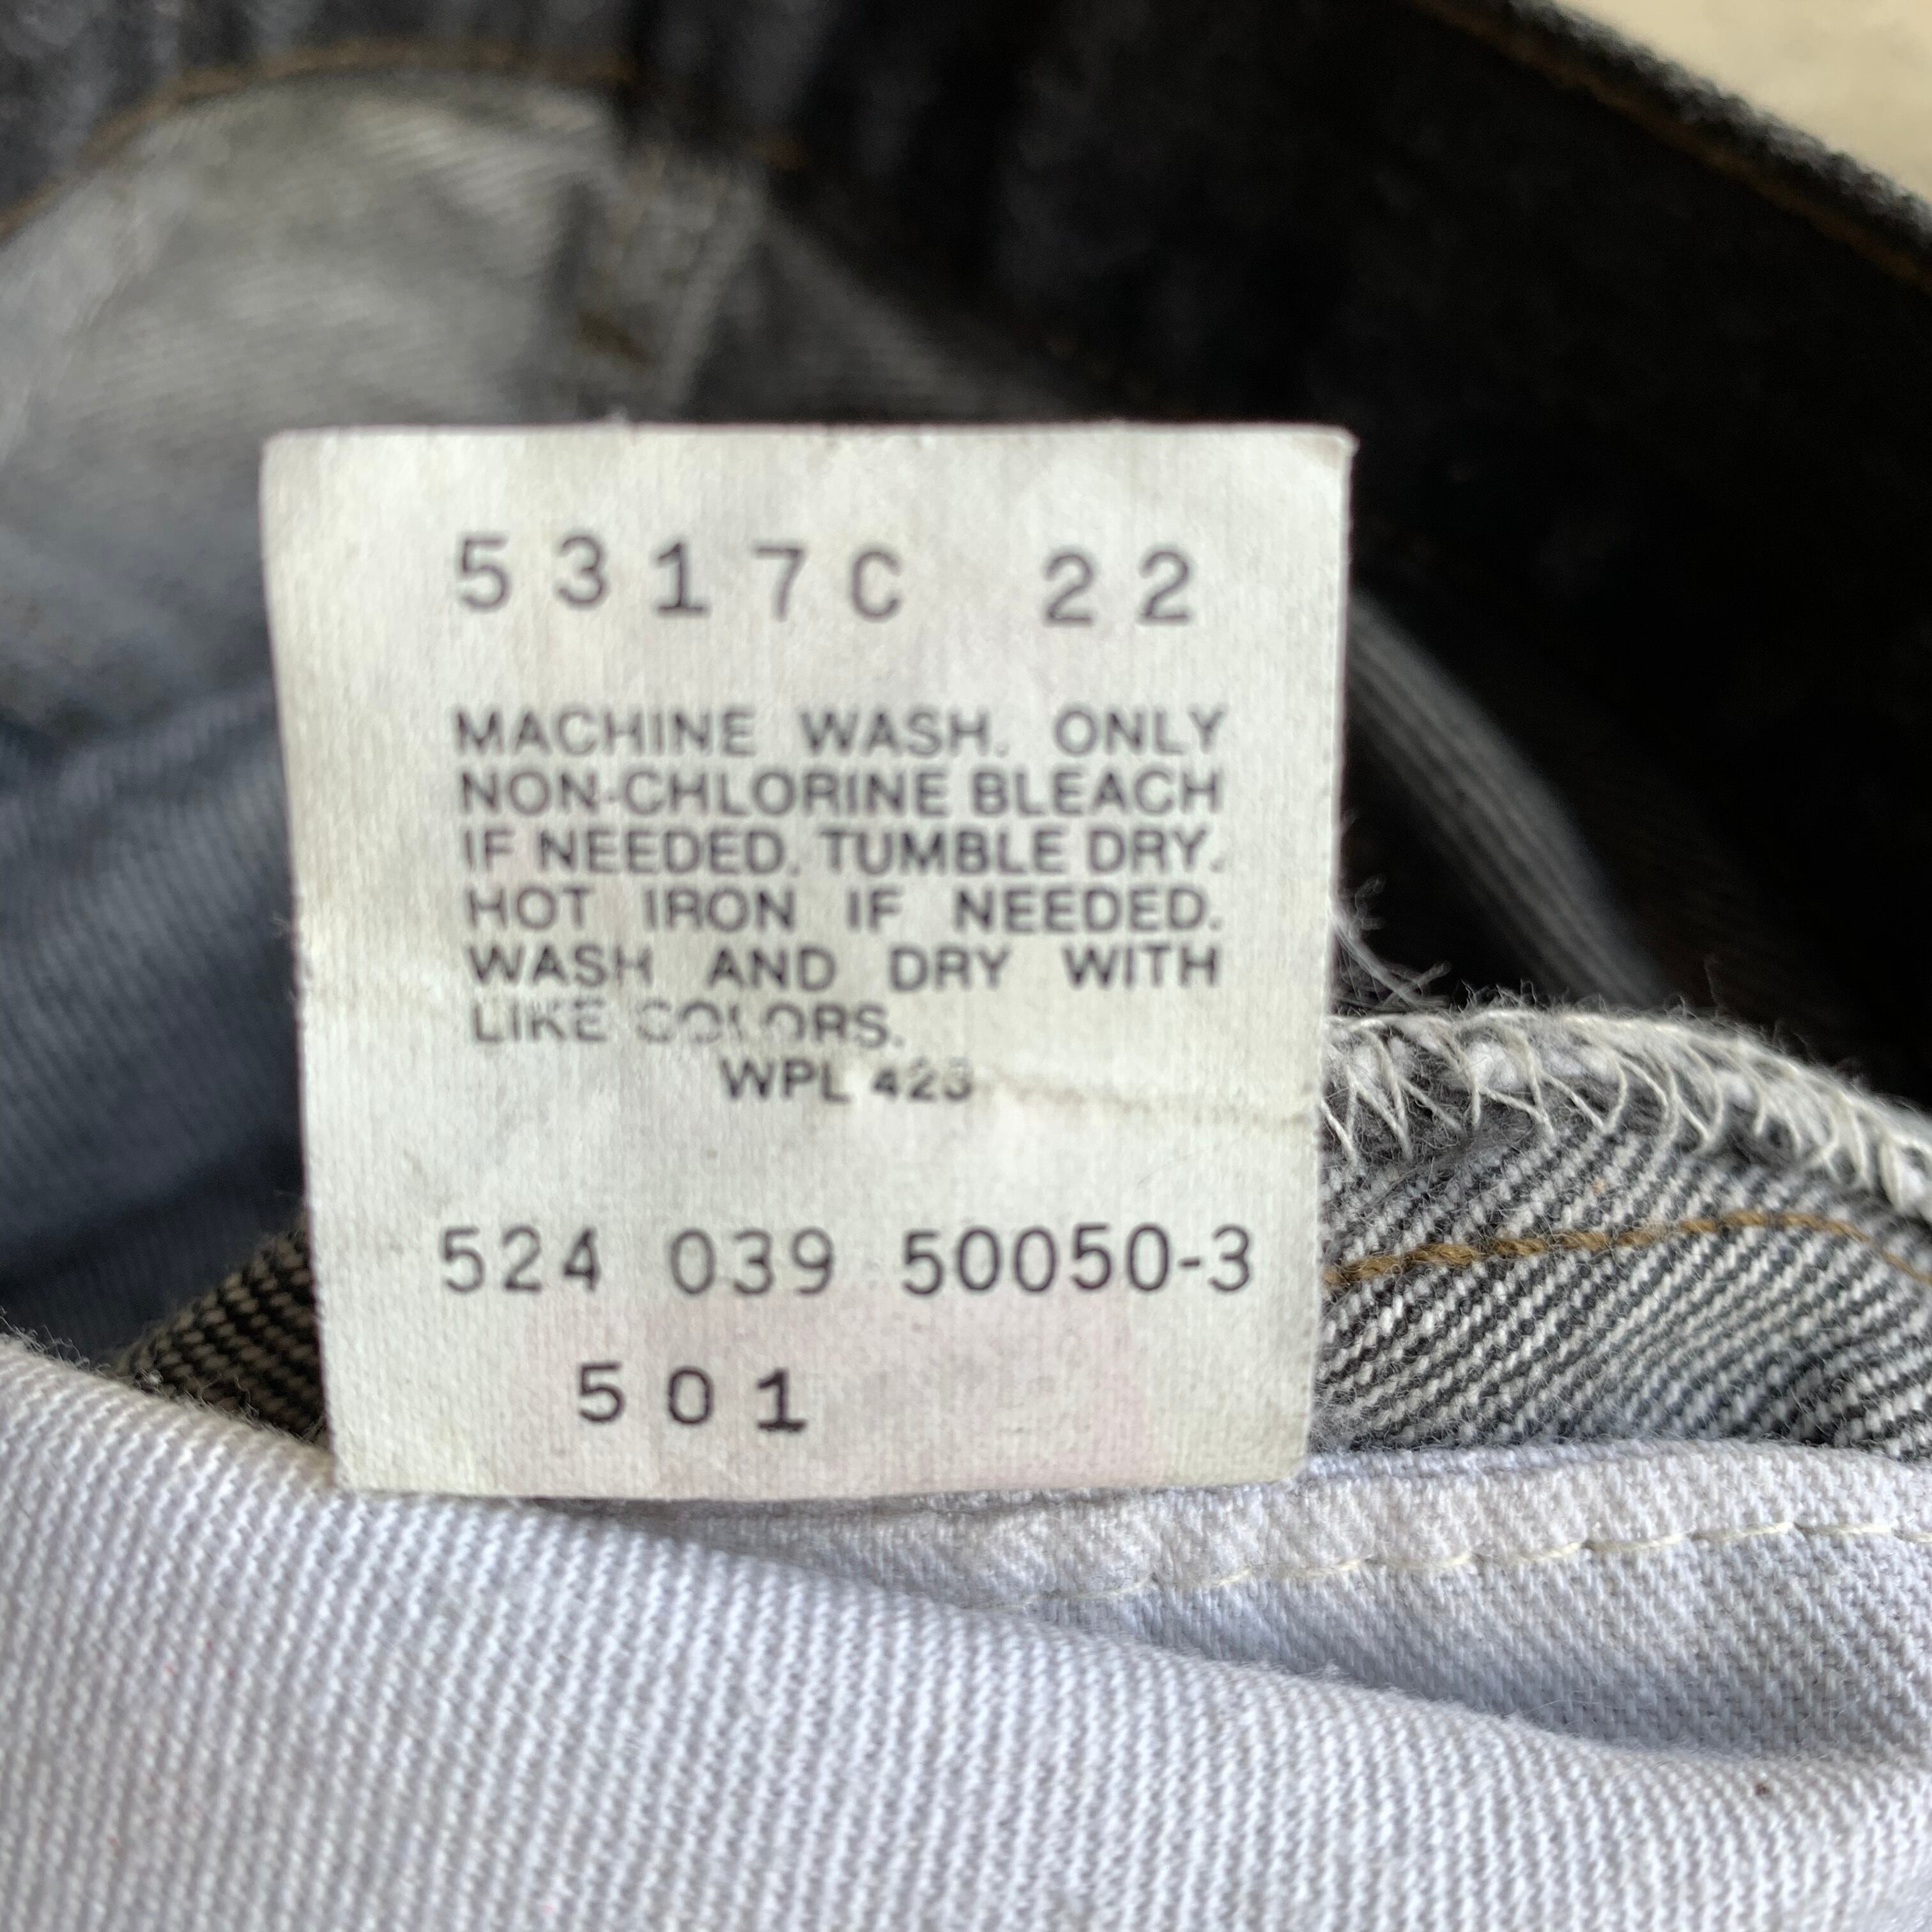 5317C 22
MACHINE WASH. ONLY
NON-CHLORINE BLEACH
IF NEEDED. TUMBLE DRY.
HOT IRON IF NEEDED.
WASH AND DRY WITH
LIKE COLORS.
WPL 423
524 039 50050-3
501